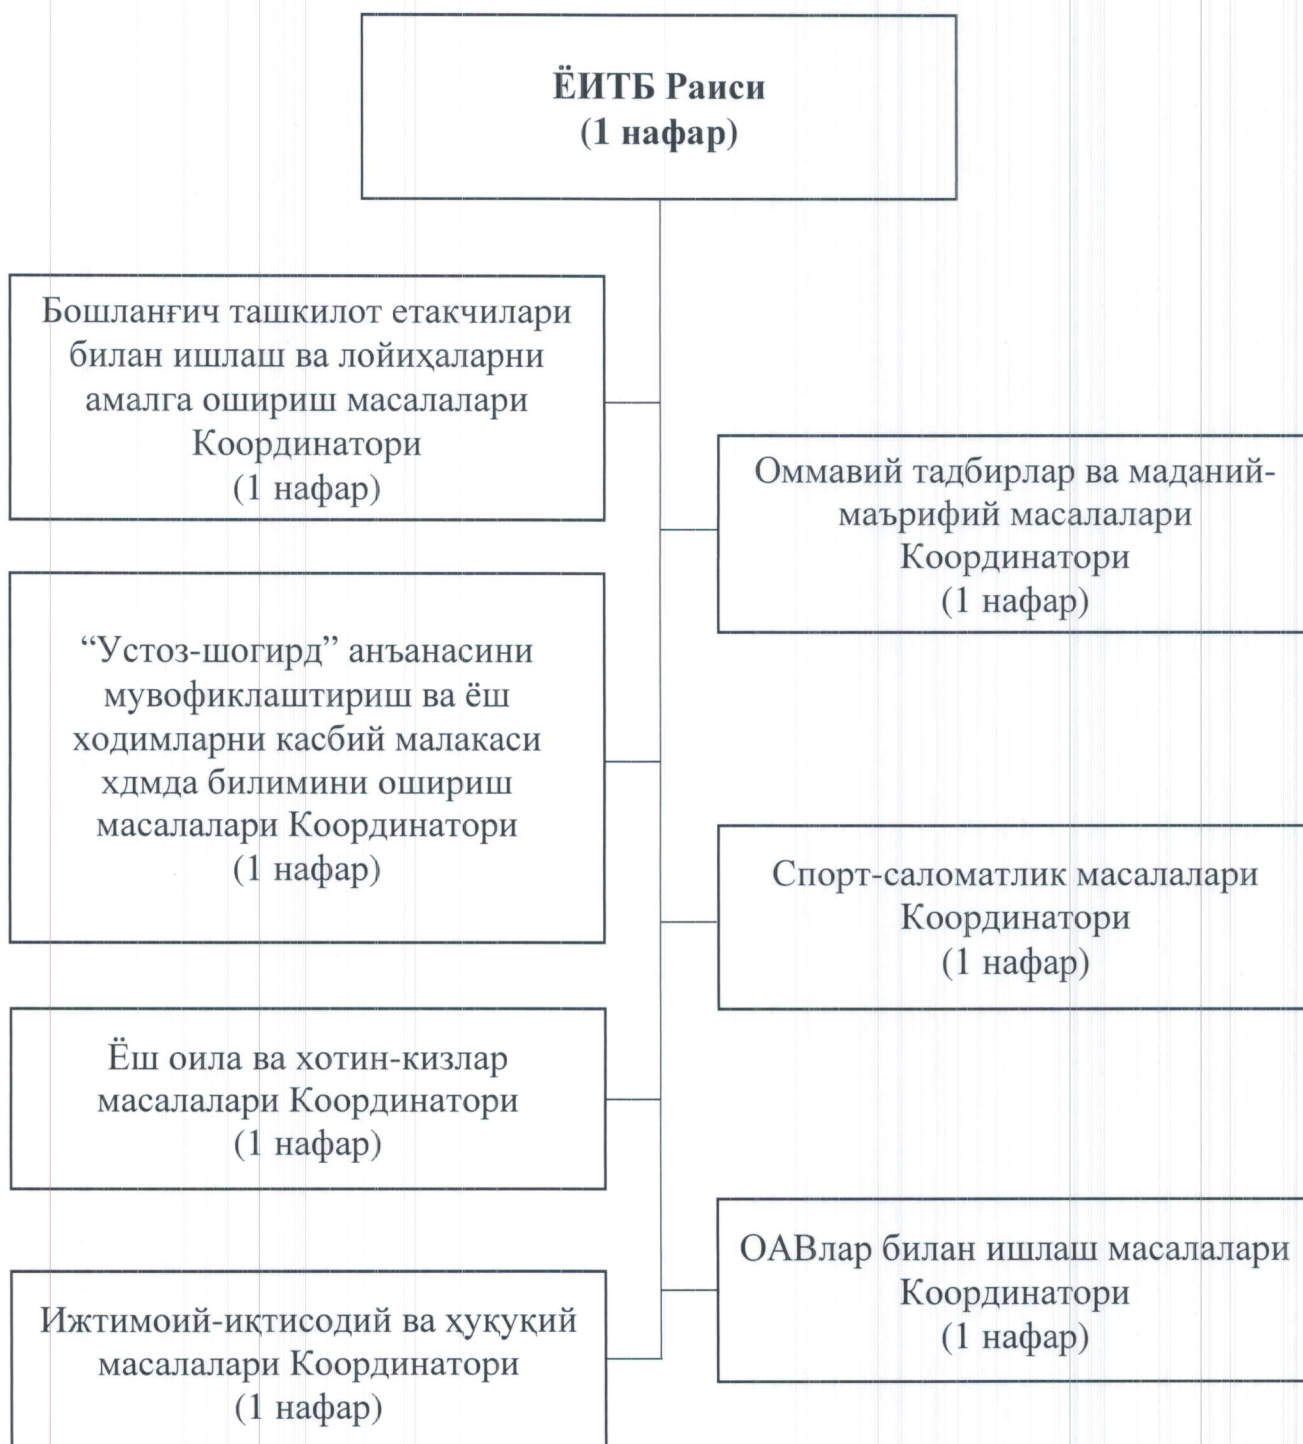 ЁИТБ Раиси
(1 нафар)
Бошланғич ташкилот етакчилари
билан ишлаш ва лойиҳаларни
амалга ошириш масалалари
Координатори
(1 нафар)
Оммавий тадбирлар ва маданий-
маърифий масалалари
Координатори
(1 нафар)
“Устоз-шогирд” анъанасини
мувофиклаштириш ва ёш
ходимларни касбий малакаси
хдмда билимини ошириш
масалалари Координатори
(1 нафар)
Спорт-саломатлик масалалари
Координатори
(1 нафар)
Ёш оила ва хотин-кизлар
масалалари Координатори
(1 нафар)
ОАВлар билан ишлаш масалалари
Координатори
(1 нафар)
Ижтимоий-иқтисодий ва ҳуқуқий
масалалари Координатори
(1 нафар)